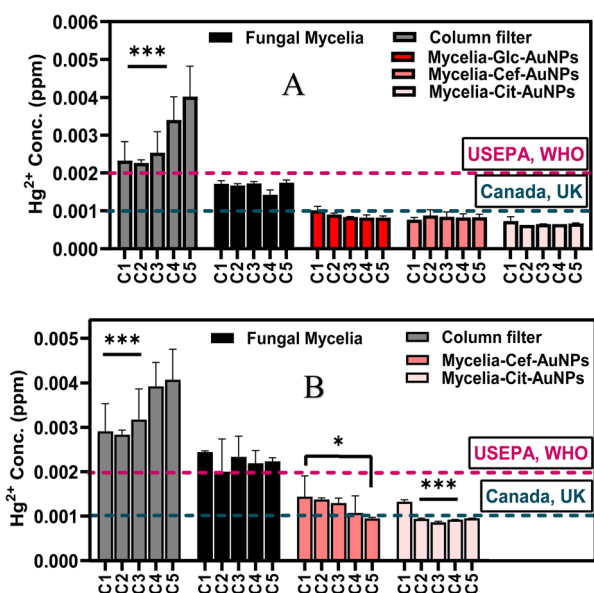 0.006
0.005
0.004
0.003
0.002
0.001
0.000
Hg2+ Conc. (ppm)
***
Fungal Mycelia
Column filter
Mycelia-Glc-AuNPs
Mycelia-Cef-AuNPs
Mycelia-Cit-AuNPs
A
USEPA, WHO
Canada, UK
C1 C2 C3 C4 C5 C1 C2 C3 C4 C5 C1 C2 C3 C4 C5 C1 C2 C3 C4 C5 C1 C2 C3 C4 C5
0.005
0.004
0.003
0.002
0.001
0.000
Hg2+ Conc. (ppm)
***
Fungal Mycelia
Column filter
Mycelia-Cef-AuNPs
Mycelia-Cit-AuNPs
B
USEPA, WHO
*
***
Canada, UK
C1 C2 C3 C4 C5 C1 C2 C3 C4 C5 C1 C2 C3 C4 C5 C1 C2 C3 C4 C5